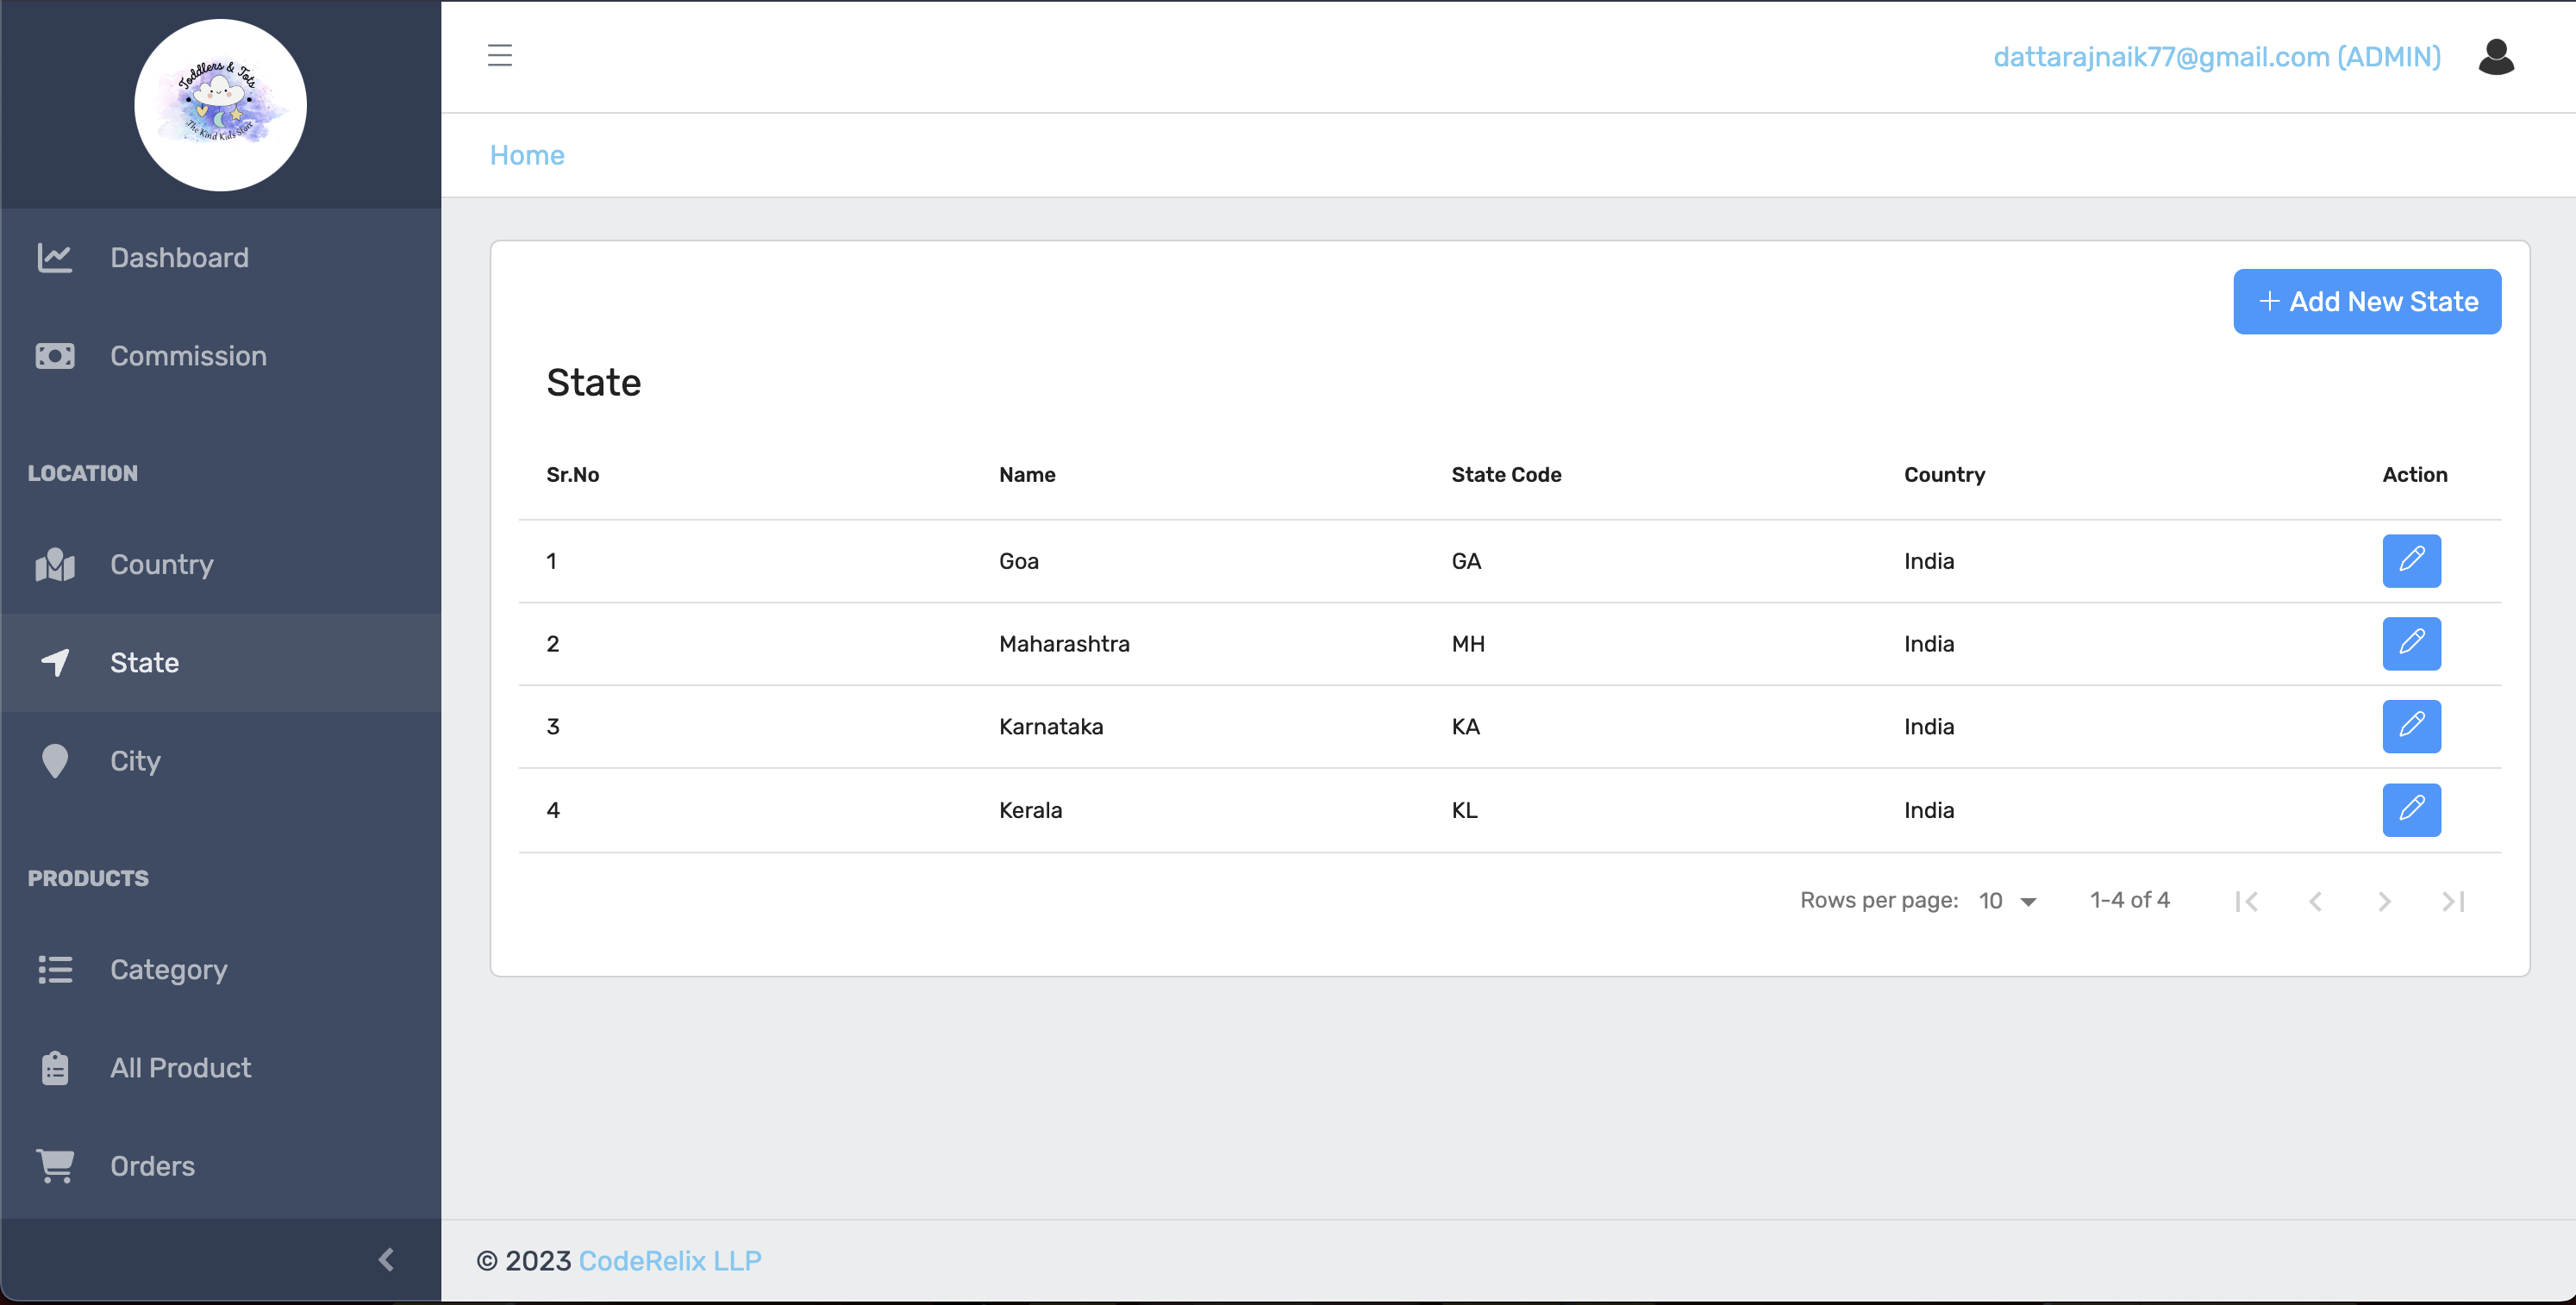 Toddlers & Tots
The Kind Kids Store
dattarajnaik77@gmail.com (ADMIN)
Home
Dashboard
Commission
LOCATION
Country
State
City
PRODUCTS
Category
All Product
Orders
+ Add New State
State
Sr.No Name State Code Country Action
1 Goa GA India
2 Maharashtra MH India
3 Karnataka KA India
4 Kerala KL India
Rows per page: 10 1-4 of 4
© 2023 CodeRelix LLP